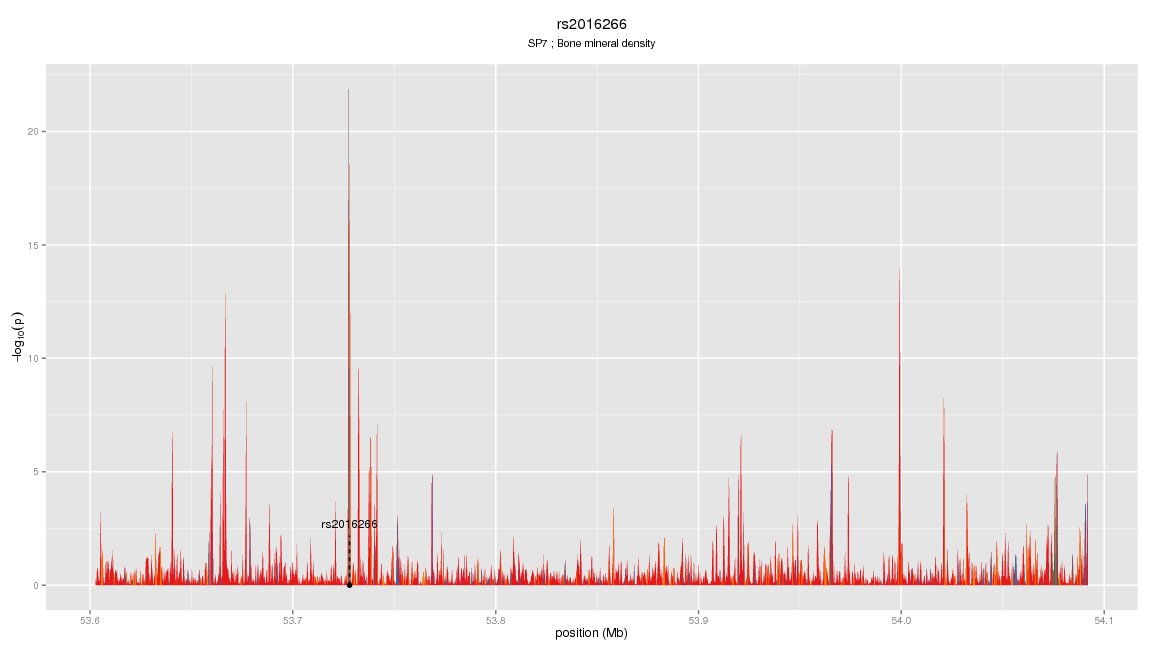 rs2016266
SP7 ; Bone mineral density
−log10(p)
20
15
10
5
0
rs2016266
53.6 53.7 53.8 53.9 54.0 54.1
position (Mb)